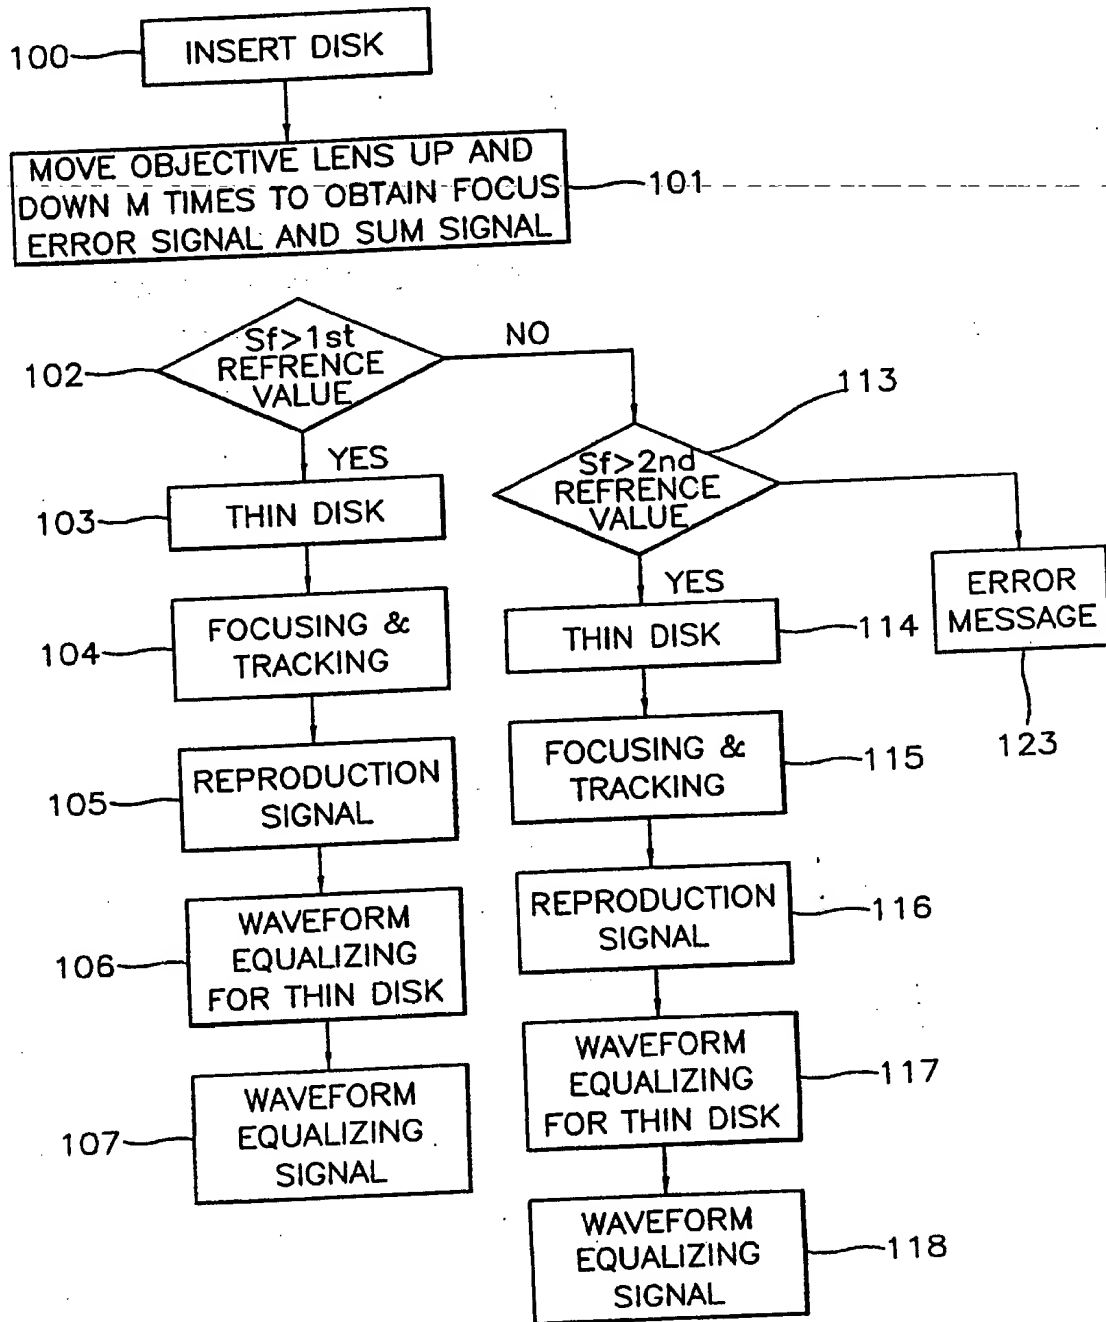 100
INSERT DISK
MOVE OBJECTIVE LENS UP AND
DOWN M TIMES TO OBTAIN FOCUS
ERROR SIGNAL AND SUM SIGNAL
101
102
Sf>1st
REFRENCE
VALUE
NO
YES
113
Sf>2nd
REFRENCE
VALUE
YES
103
THIN DISK
104
FOCUSING &
TRACKING
105
REPRODUCTION
SIGNAL
106
WAVEFORM
EQUALIZING
FOR THIN DISK
107
WAVEFORM
EQUALIZING
SIGNAL
THIN DISK
114
ERROR
MESSAGE
123
FOCUSING &
TRACKING
115
REPRODUCTION
SIGNAL
116
WAVEFORM
EQUALIZING
FOR THIN DISK
117
WAVEFORM
EQUALIZING
SIGNAL
118